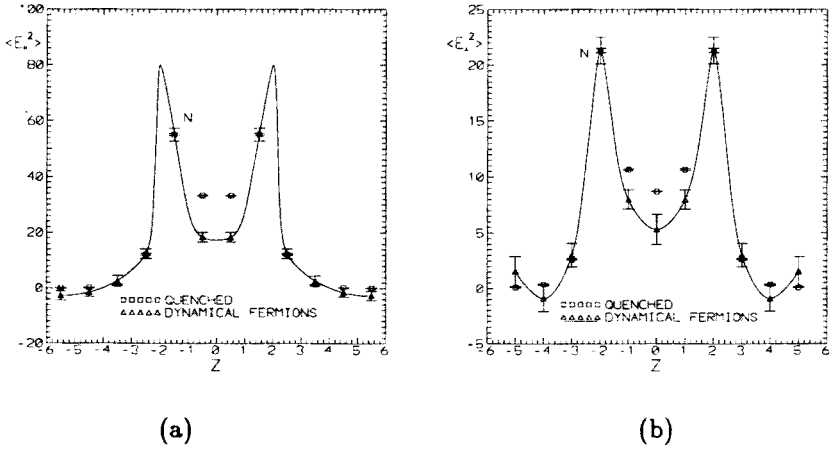 100
80
60
40
20
0
-20
<E∥²>
N
□□□□□ QUENCHED
▲▲▲▲ DYNAMICAL FERMIONS
-6 -5 -4 -3 -2 -1 0 1 2 3 4 5 6
Z
(a)
25
20
15
10
5
0
-5
<E⊥²>
N
□□□□□ QUENCHED
▲▲▲▲ DYNAMICAL FERMIONS
-6 -5 -4 -3 -2 -1 0 1 2 3 4 5 6
Z
(b)